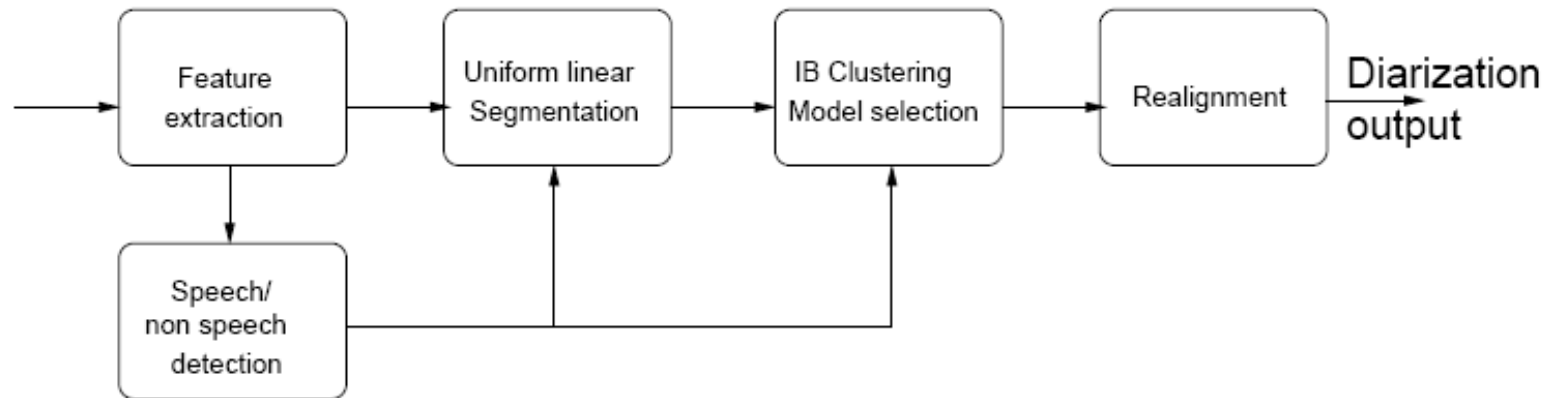 Feature
extraction
Uniform linear
Segmentation
IB Clustering
Model selection
Realignment
Diarization
output
Speech/
non speech
detection